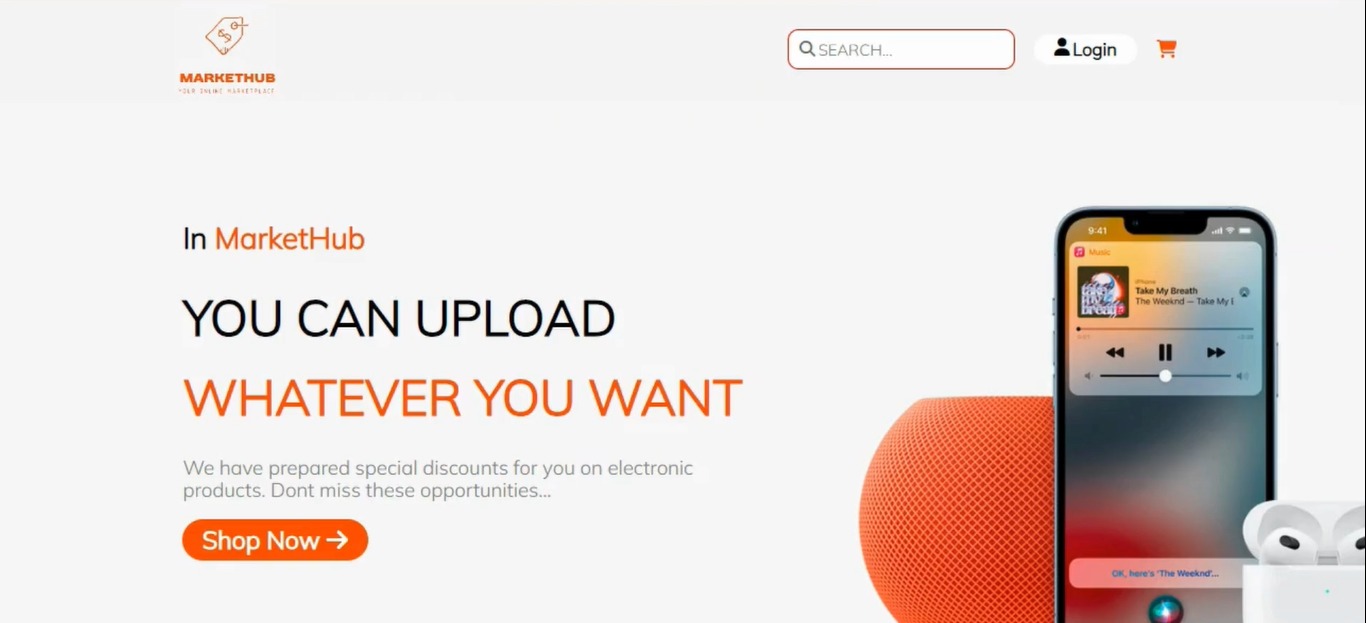 MARKETHUB
YOUR ONLINE MARKETPLACE
SEARCH...
Login
In MarketHub
YOU CAN UPLOAD
WHATEVER YOU WANT
We have prepared special discounts for you on electronic
products. Dont miss these opportunities...
Shop Now
9:41
Music
iPhone
Take My Breath
The Weeknd — Take My
OK, here's 'The Weeknd'...